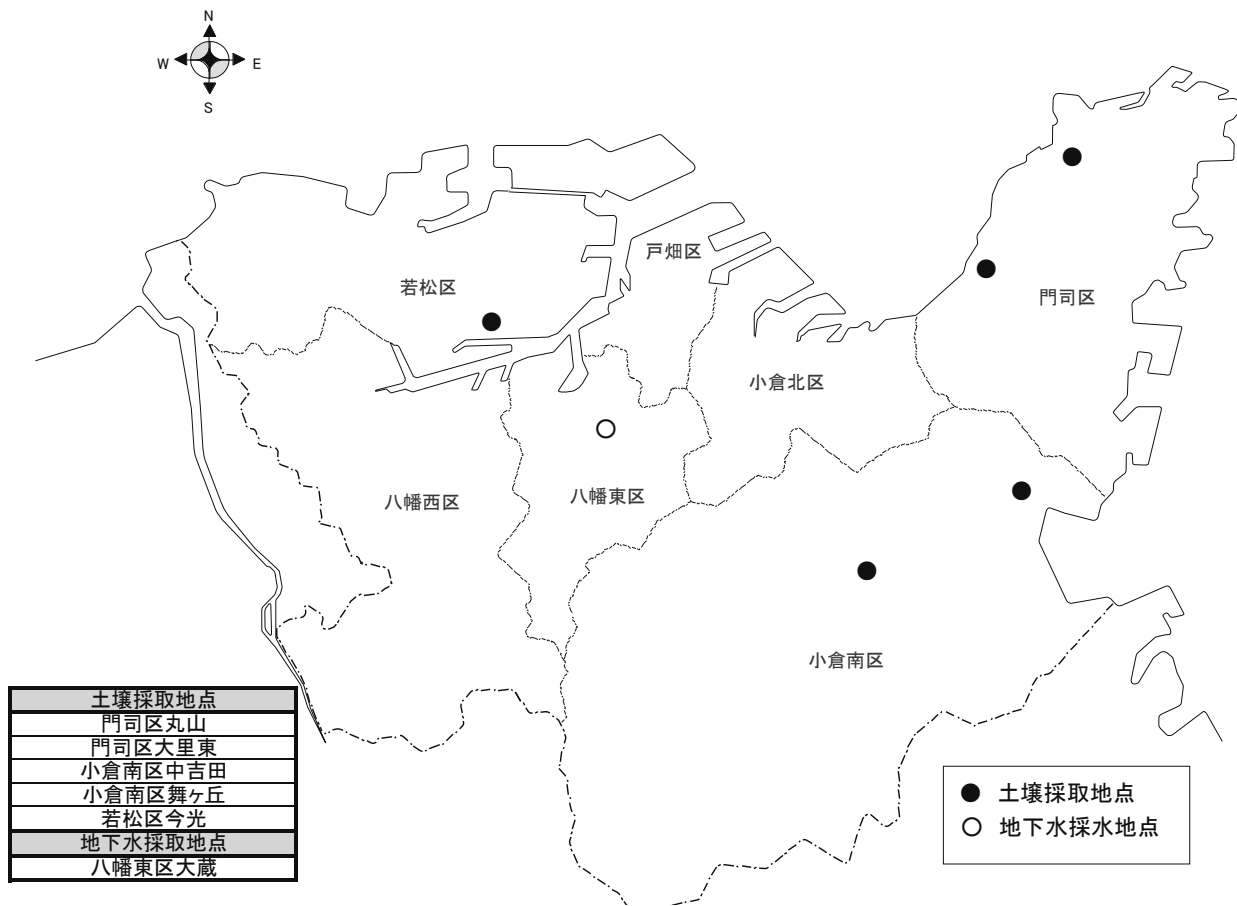 N
W
E
S
戸畑区
若松区
門司区
小倉北区
八幡西区
八幡東区
小倉南区
土壌採取地点
門司区丸山
門司区大里東
小倉南区中吉田
小倉南区舞ヶ丘
若松区今光
地下水採取地点
八幡東区大蔵
土壌採取地点
地下水採水地点